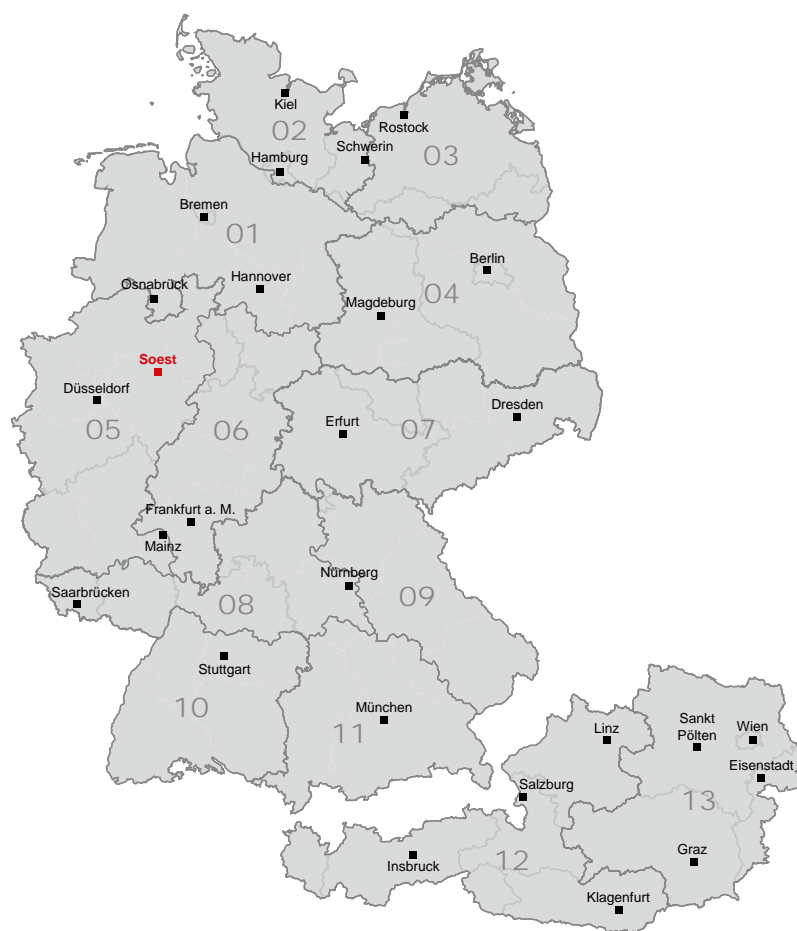 Kiel
02
Rostock
Hamburg
Schwerin
03
Bremen
01
Osnabrück
Hannover
Berlin
Magdeburg
04
Soest
Düsseldorf
05
06
Erfurt
07
Dresden
Frankfurt a. M.
Mainz
Saarbrücken
Nürnberg
08
09
Stuttgart
10
München
11
Linz
Sankt
Pölten
Wien
Eisenstadt
Salzburg
13
Insbruck
12
Graz
Klagenfurt